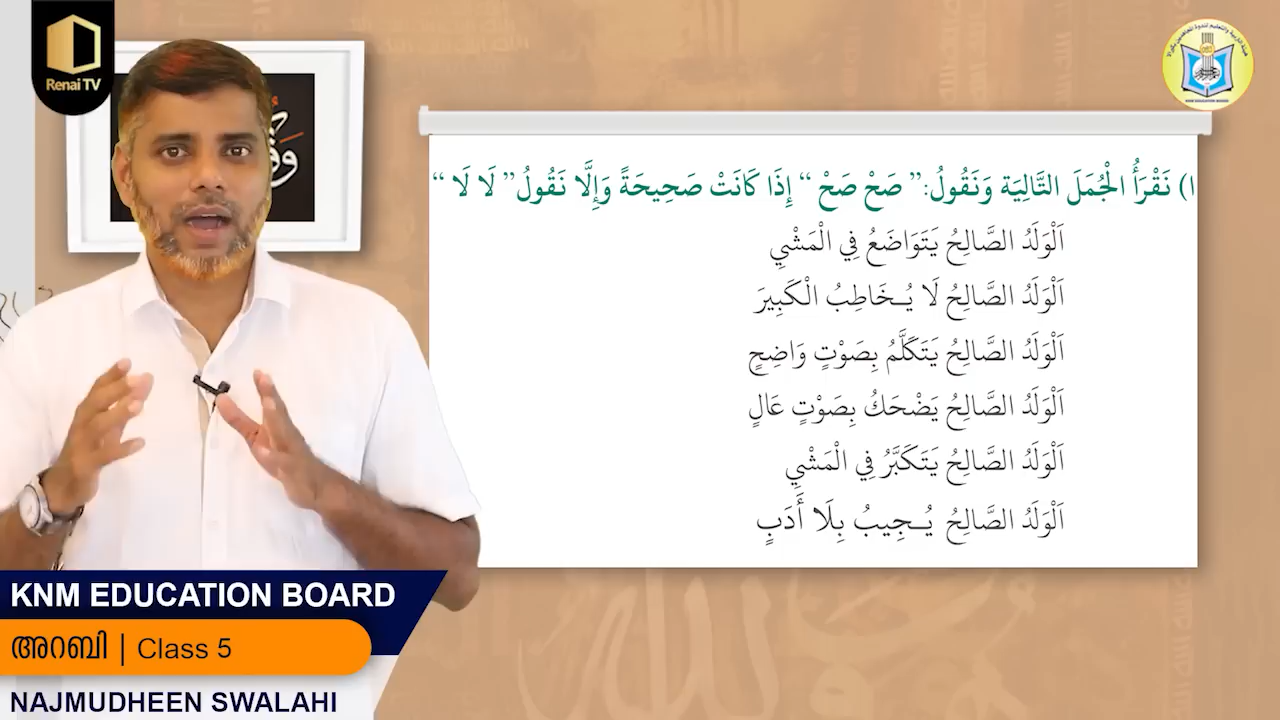 Renai TV
١) نَقْرَأُ الْجُمَلَ التَّالِيَة وَنَقُولُ:” صَحْ صَحْ “ إِذَا كَانَتْ صَحِيحَةً وَإِلَّا نَقُولُ” لَا لَا “
اَلْوَلَدُ الصَّالِحُ يَتَوَاضَعُ فِي الْمَشْيِ
اَلْوَلَدُ الصَّالِحُ لَا يُـخَاطِبُ الْكَبِيرَ
اَلْوَلَدُ الصَّالِحُ يَتَكَلَّمُ بِصَوْتٍ وَاضِحٍ
اَلْوَلَدُ الصَّالِحُ يَضْحَكُ بِصَوْتٍ عَالٍ
اَلْوَلَدُ الصَّالِحُ يَتَكَبَّرُ فِي الْمَشْيِ
اَلْوَلَدُ الصَّالِحُ يُـجِيبُ بِلَا أَدَبٍ
KNM EDUCATION BOARD
അറബി | Class 5
NAJMUDHEEN SWALAHI